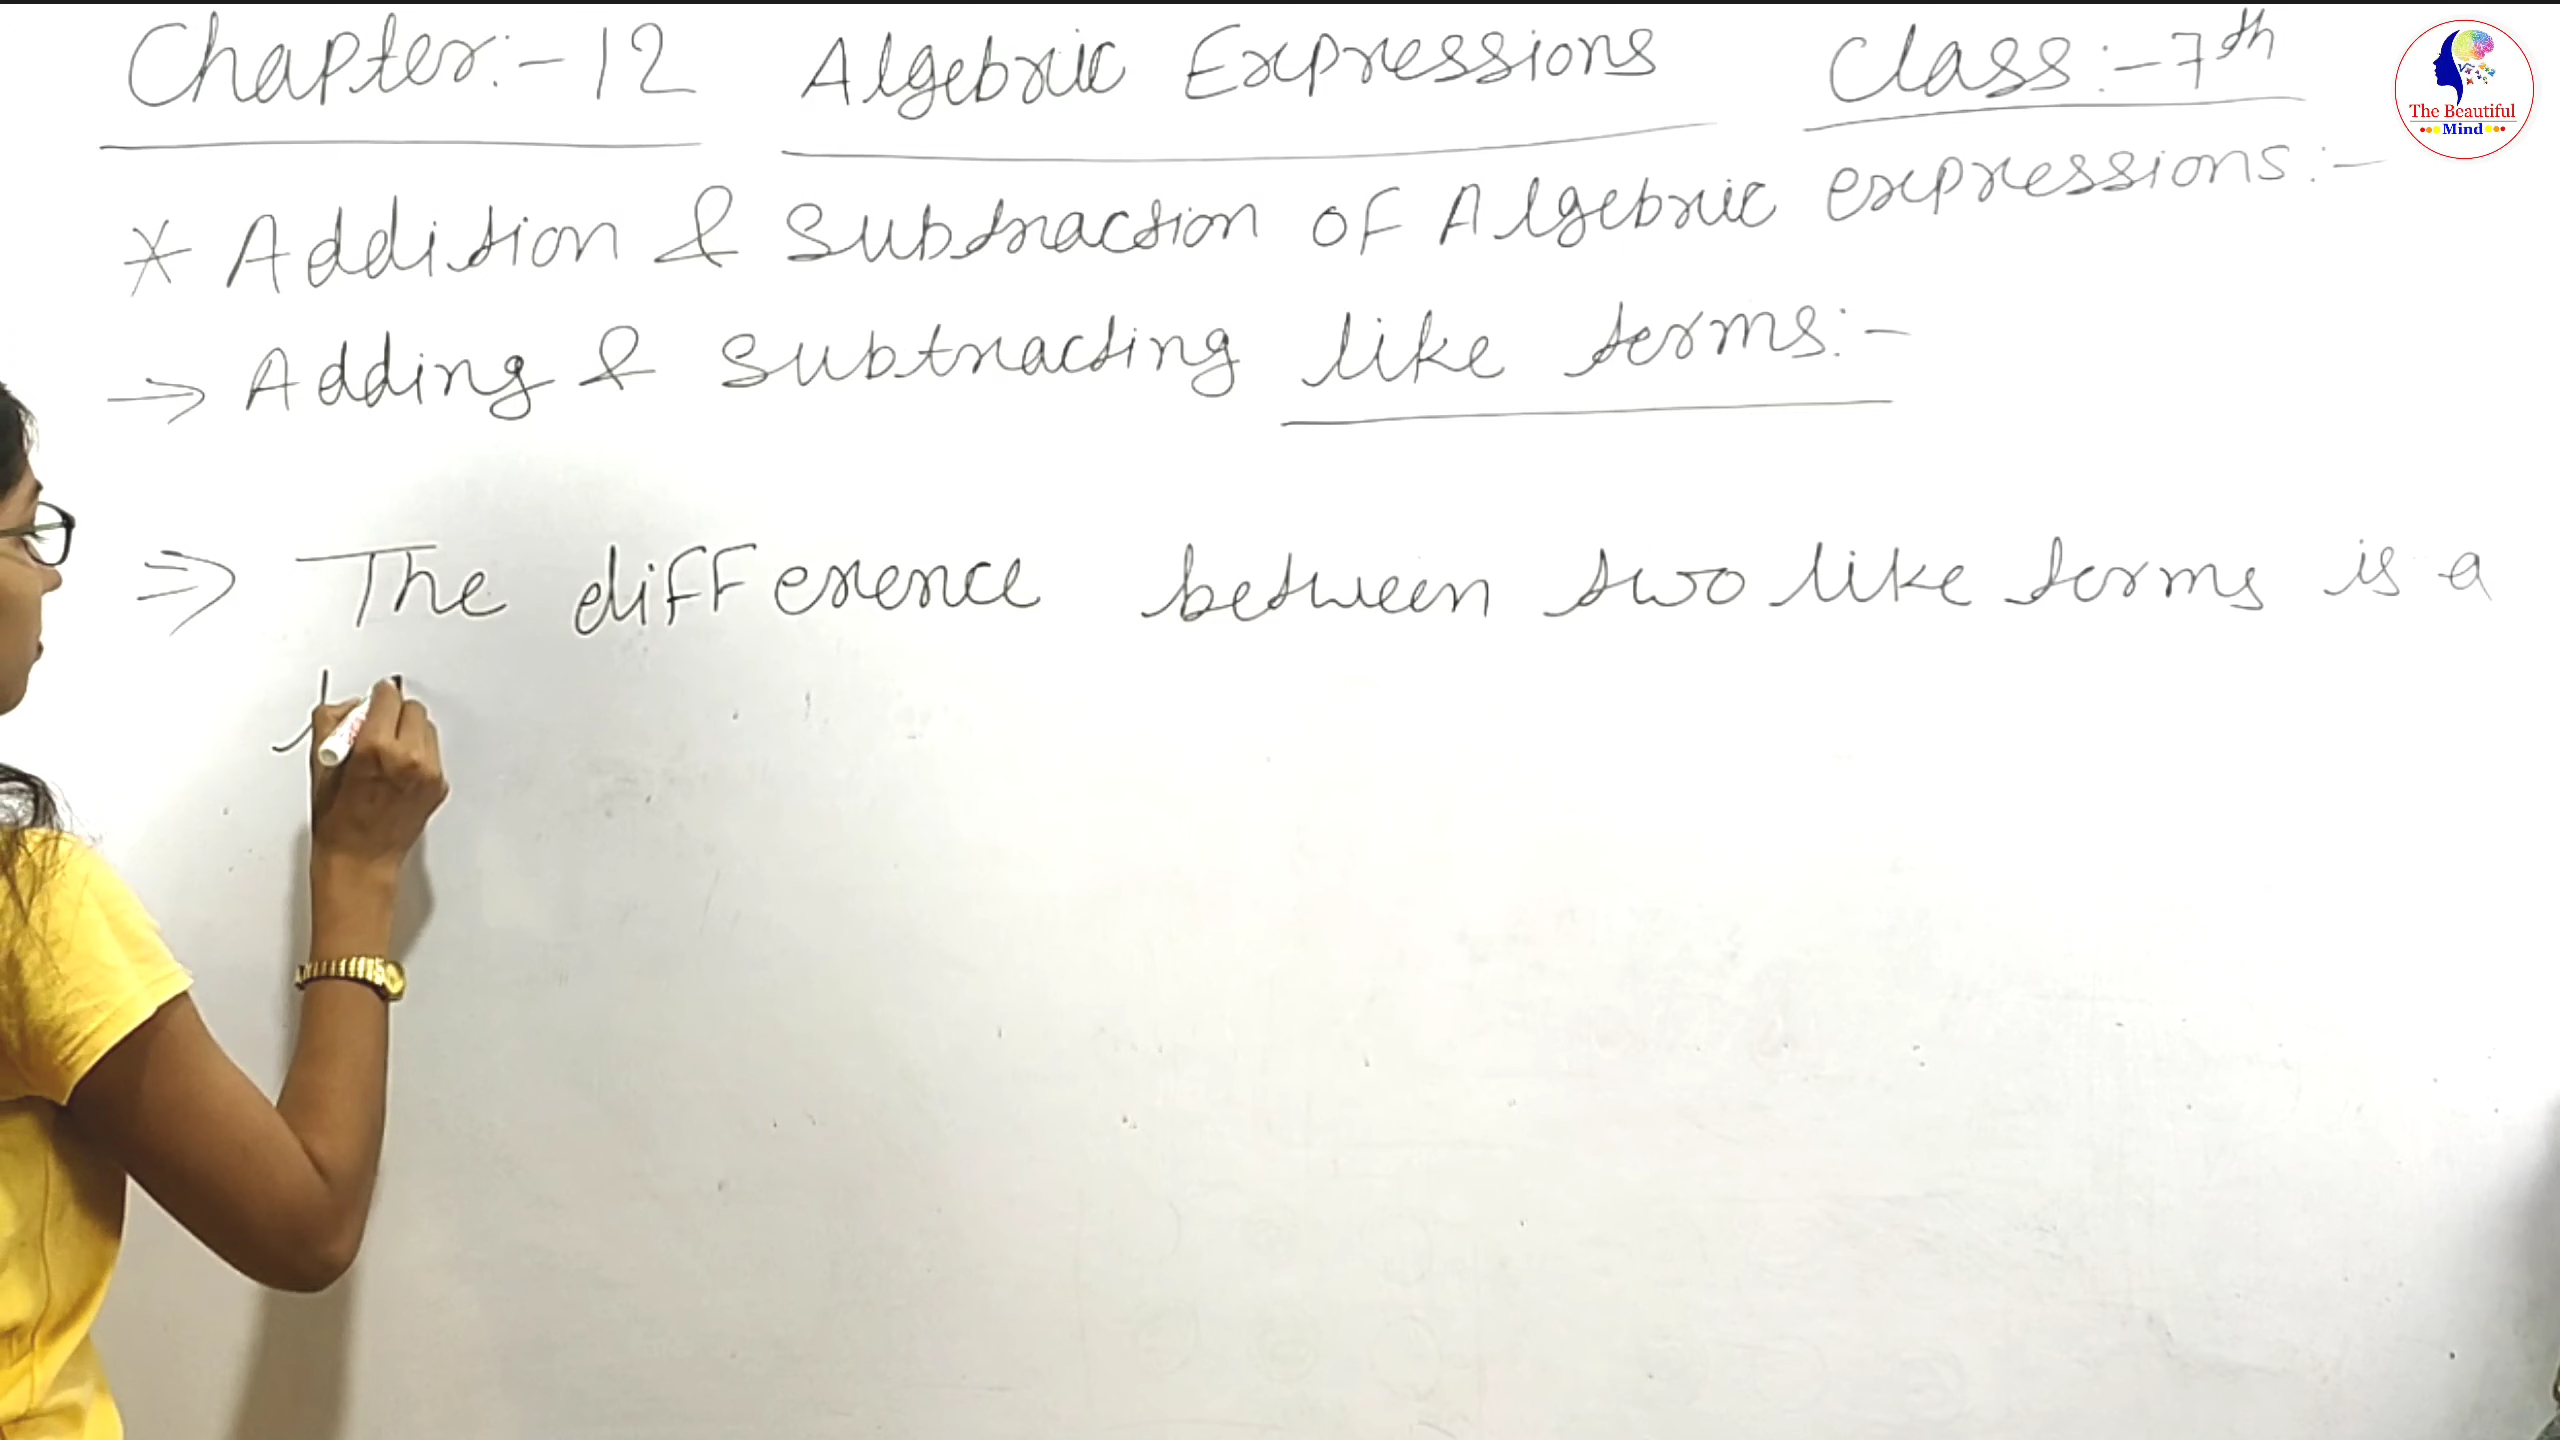 Chapter:- 12 Algebric Expressions Class:- 7th
The Beautiful
Mind
* Addition & Subtraction of Algebric expressions:-
→ Adding & Subtracting like terms:-
⇒ The difference between two like terms is a